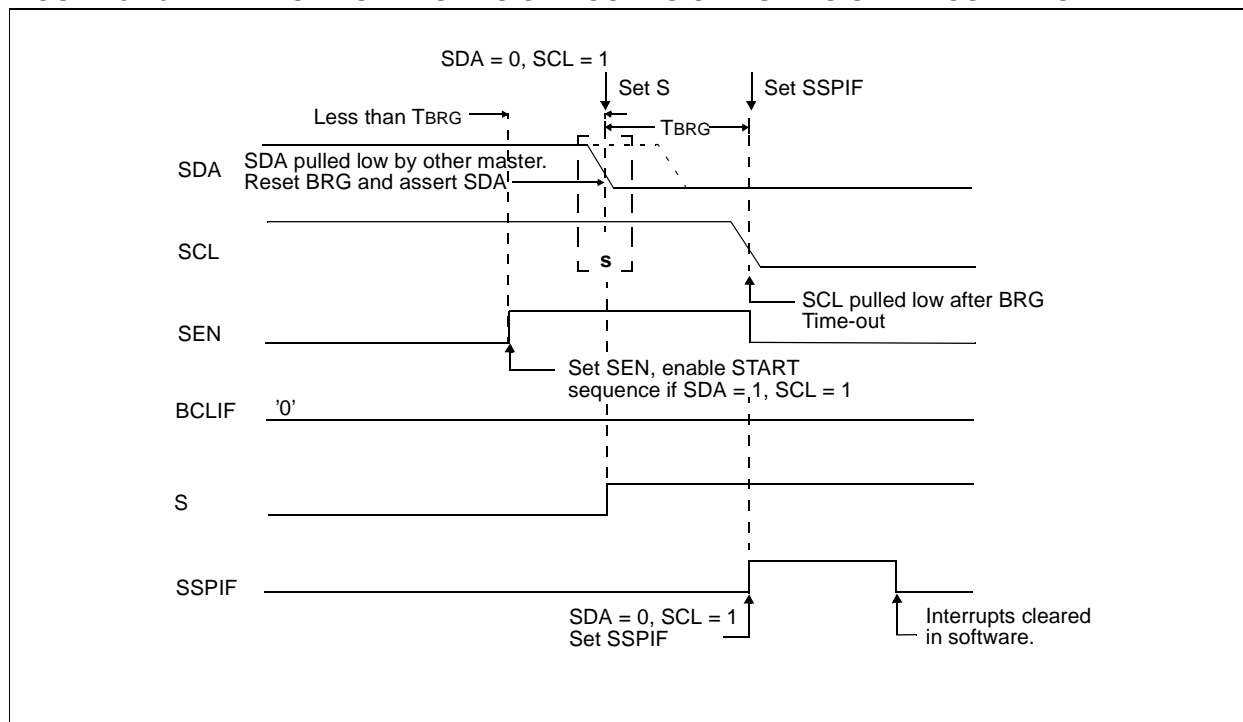 SDA = 0, SCL = 1
Set S
Set SSPIF
Less than TBRG
TBRG
SDA
SDA pulled low by other master.
Reset BRG and assert SDA
SCL
s
SCL pulled low after BRG
Time-out
SEN
Set SEN, enable START
sequence if SDA = 1, SCL = 1
BCLIF
'0'
S
SSPIF
SDA = 0, SCL = 1
Set SSPIF
Interrupts cleared
in software.